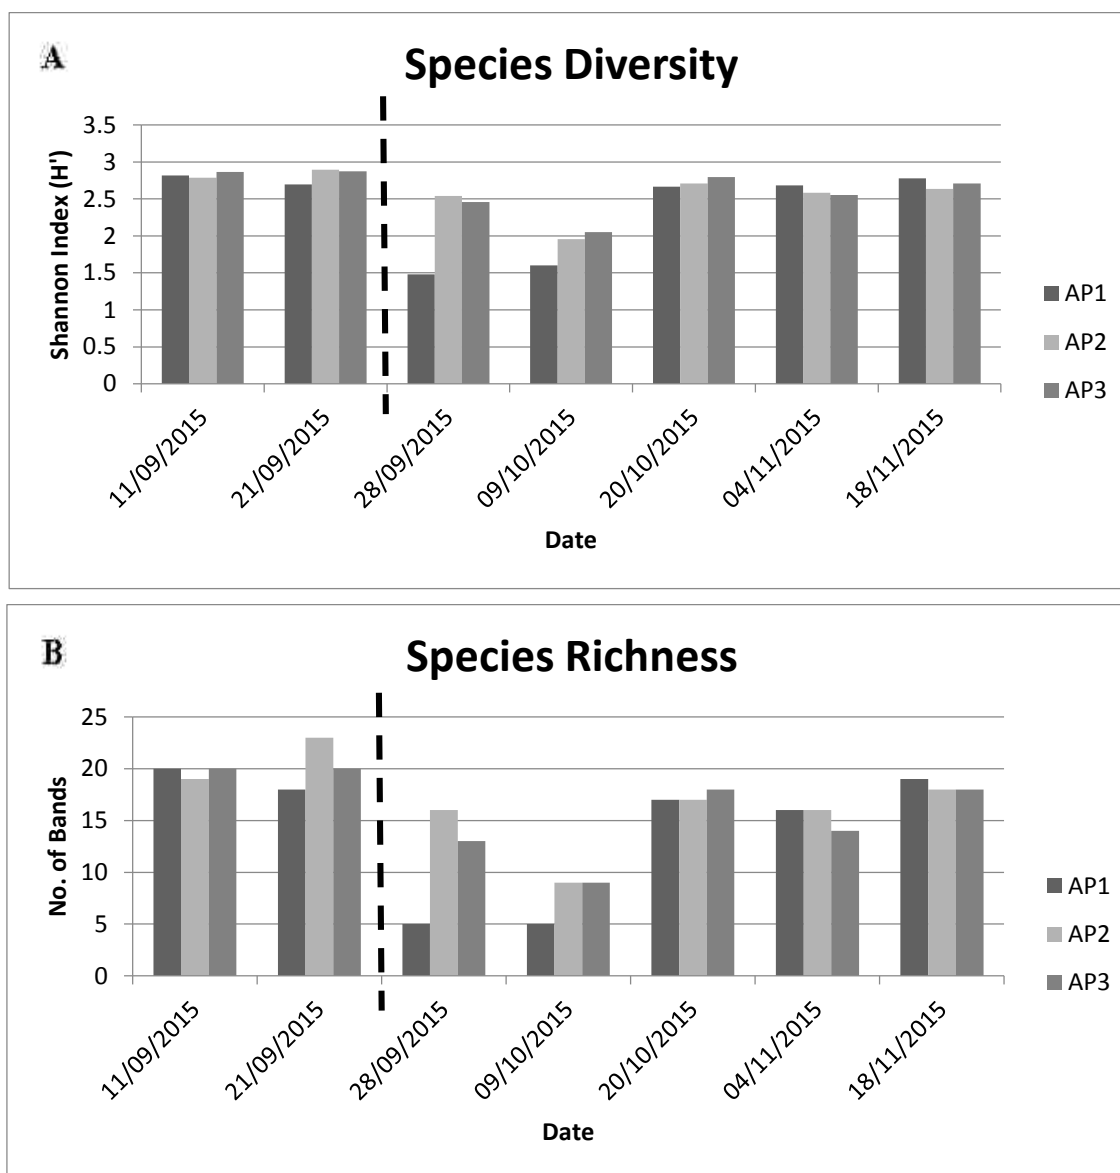 A
Species Diversity
Shannon Index (H')
3.5
3
2.5
2
1.5
1
0.5
0
11/09/2015
21/09/2015
28/09/2015
09/10/2015
20/10/2015
04/11/2015
18/11/2015
Date
AP1
AP2
AP3
B
Species Richness
No. of Bands
25
20
15
10
5
0
11/09/2015
21/09/2015
28/09/2015
09/10/2015
20/10/2015
04/11/2015
18/11/2015
Date
AP1
AP2
AP3